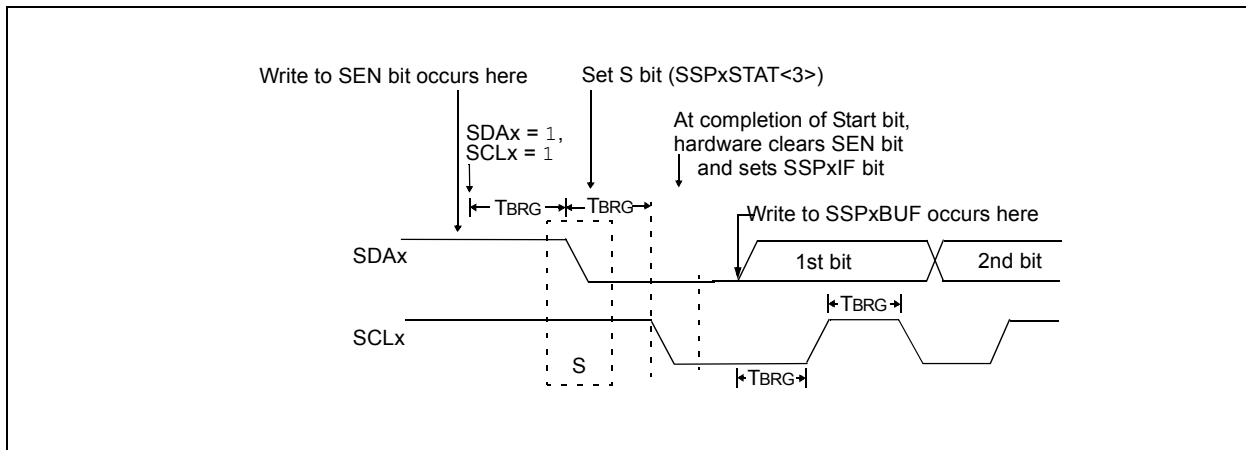 Write to SEN bit occurs here
Set S bit (SSPxSTAT<3>)
SDAx = 1,
SCLx = 1
At completion of Start bit,
hardware clears SEN bit
and sets SSPxIF bit
TBRG
TBRG
Write to SSPxBUF occurs here
SDAx
1st bit
2nd bit
TBRG
SCLx
S
TBRG